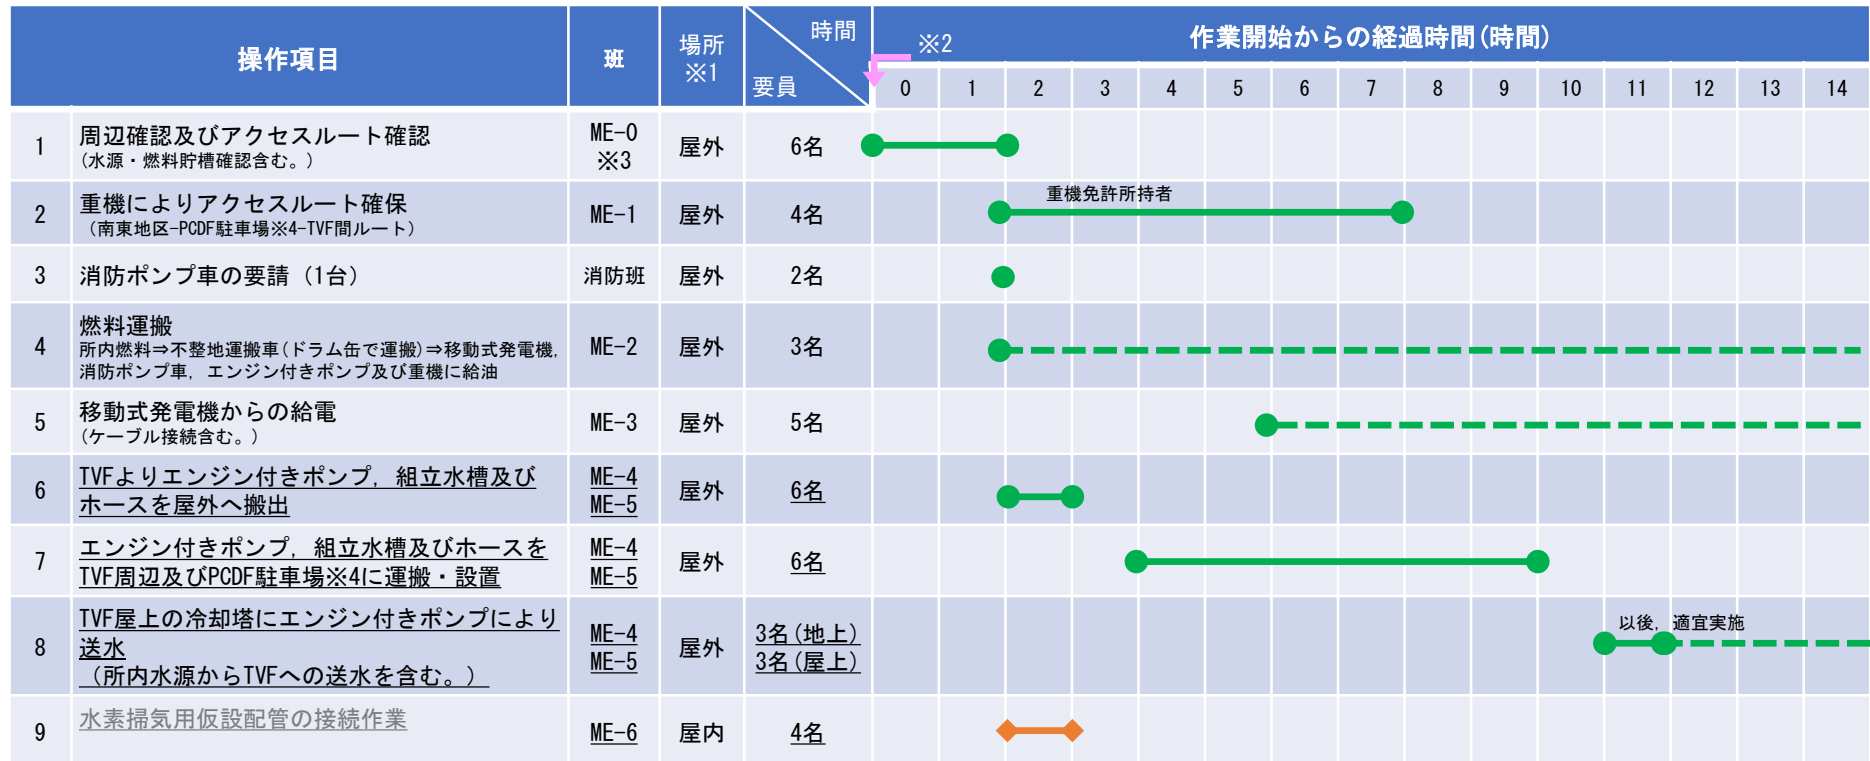 操作項目
班
場所
※1
時間
要員
※2
作業開始からの経過時間(時間)
0 1 2 3 4 5 6 7 8 9 10 11 12 13 14
1
周辺確認及びアクセスルート確認
(水源・燃料貯槽確認含む。)
ME-0
※3
屋外
6名
2
重機によりアクセスルート確保
(南東地区-PCDF駐車場※4-TVF間ルート)
ME-1
屋外
4名
重機免許所持者
3
消防ポンプ車の要請(1台)
消防班
屋外
2名
4
燃料運搬
所内燃料⇒不整地運搬車(ドラム缶で運搬)⇒移動式発電機,
消防ポンプ車, エンジン付きポンプ及び重機に給油
ME-2
屋外
3名
5
移動式発電機からの給電
(ケーブル接続含む。)
ME-3
屋外
5名
6
TVFよりエンジン付きポンプ, 組立水槽及び
ホースを屋外へ搬出
ME-4
ME-5
屋外
6名
7
エンジン付きポンプ, 組立水槽及びホースを
TVF周辺及びPCDF駐車場※4に運搬・設置
ME-4
ME-5
屋外
6名
8
TVF屋上の冷却塔にエンジン付きポンプにより
送水
(所内水源からTVFへの送水を含む。)
ME-4
ME-5
屋外
3名(地上)
3名(屋上)
以後, 適宜実施
9
水素掃気用仮設配管の接続作業
ME-6
屋内
4名